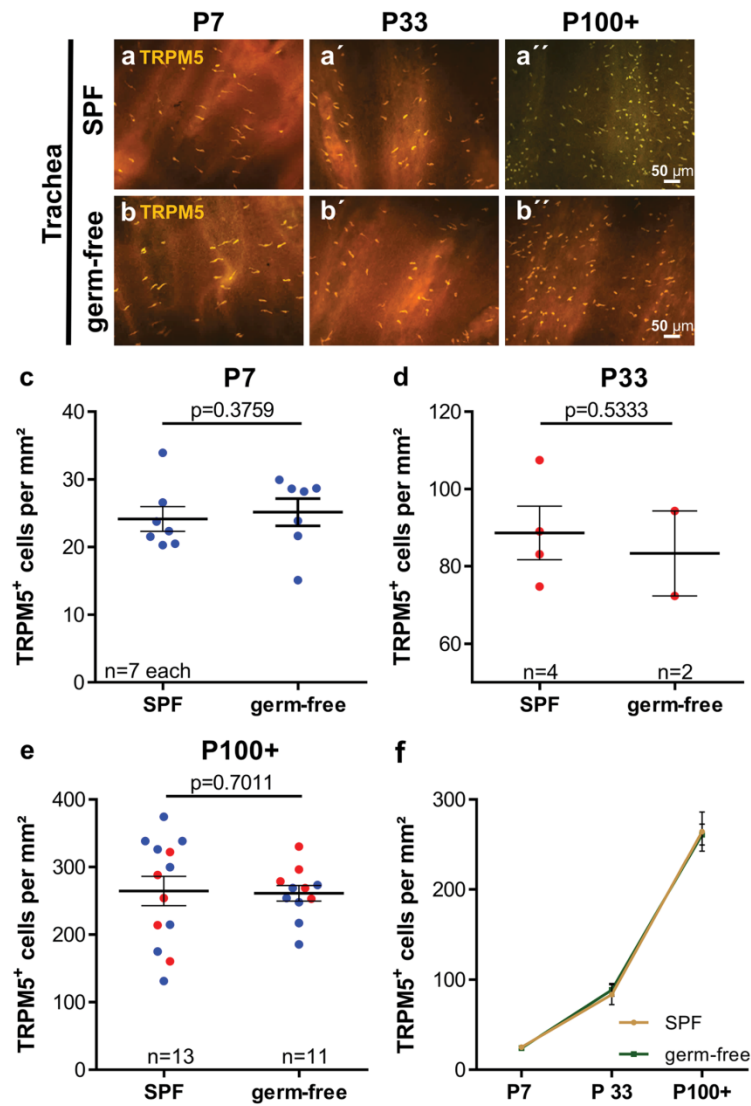 P7 P33 P100+
Trachea
SPF
a TRPM5
a´
a´´
50 µm
germ-free
b TRPM5
b´
b´´
50 µm
c
P7
p=0.3759
TRPM5⁺ cells per mm²
40
30
20
10
0
n=7 each
SPF germ-free
d
P33
p=0.5333
TRPM5⁺ cells per mm²
120
100
80
60
n=4 n=2
SPF germ-free
e
P100+
p=0.7011
TRPM5⁺ cells per mm²
400
300
200
100
0
n=13 n=11
SPF germ-free
f
TRPM5⁺ cells per mm²
300
200
100
0
SPF
germ-free
P7 P 33 P100+